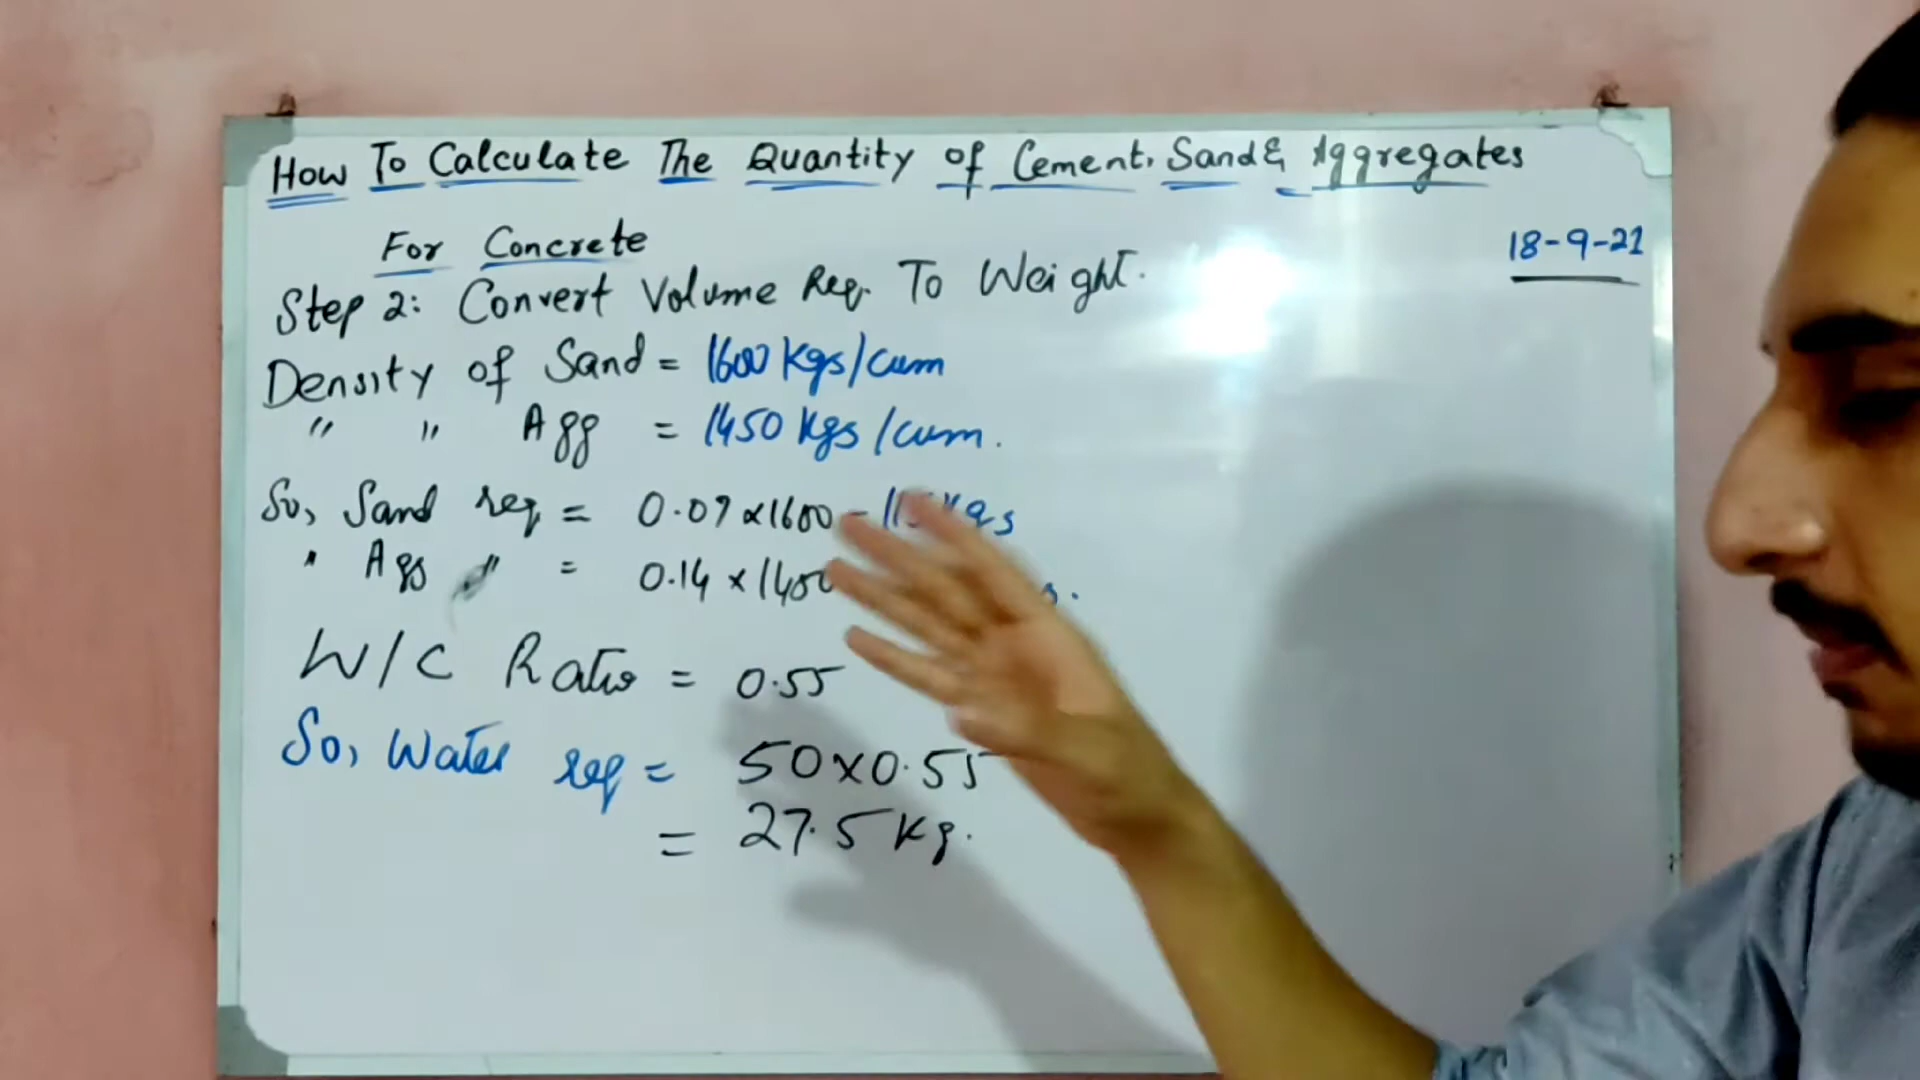 How To Calculate The Quantity of Cement, Sand & Aggregates
For Concrete
18-9-21
Step 2: Convert Volume Req. To Weight.
Density of Sand = 1600 Kgs/cum
" " Agg = 1450 Kgs/cum.
So, Sand req = 0.07 x 1600 = Kgs
" Agg " = 0.14 x 1450
W/C Ratio = 0.55
So, Water req = 50 x 0.55
= 27.5 Kg.